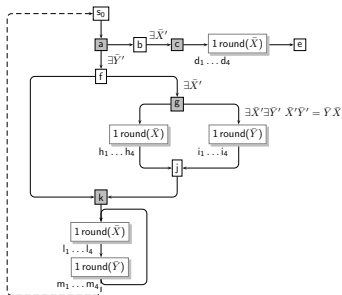 s₀
∃X̄′
a b c 1 round(X̄) e
∃Ȳ′ d₁ … d₄
f
∃X̄′
g
∃X̄′∃Ȳ′ X̄′Ȳ′ = ȲX̄
1 round(X̄) 1 round(Ȳ)
h₁ … h₄ i₁ … i₄
j
k
1 round(X̄)
l₁ … l₄
1 round(Ȳ)
m₁ … m₄